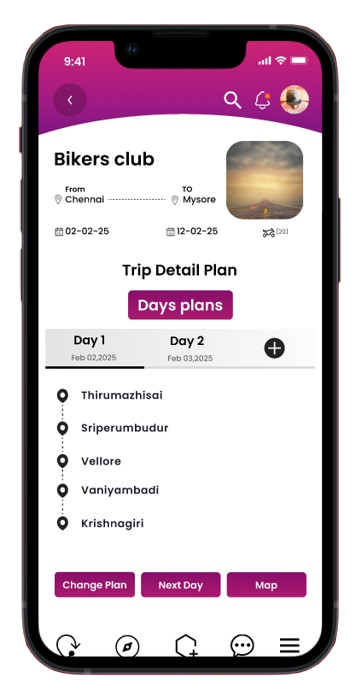 9:41
Bikers club
From TO
Chennai Mysore
02-02-25 12-02-25 (20)
Trip Detail Plan
Days plans
Day 1 Day 2
Feb 02,2025 Feb 03,2025
Thirumazhisai
Sriperumbudur
Vellore
Vaniyambadi
Krishnagiri
Change Plan Next Day Map